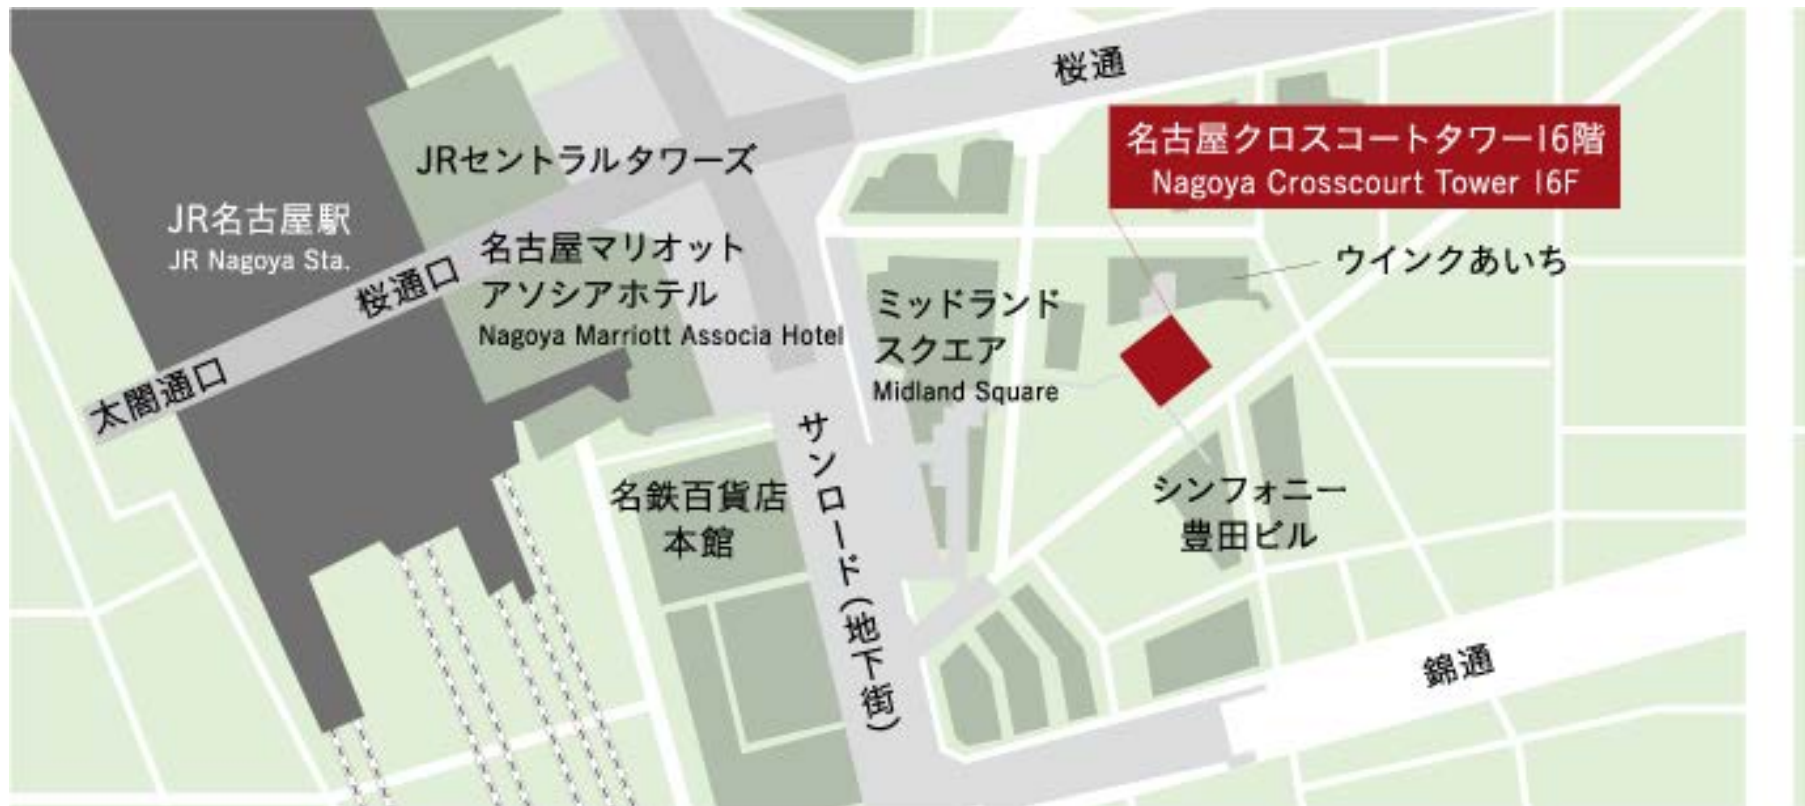 桜通
名古屋クロスコートタワー16階
Nagoya Crosscourt Tower 16F
JRセントラルタワーズ
JR名古屋駅
JR Nagoya Sta.
桜通口
太閤通口
名古屋マリオット
アソシアホテル
Nagoya Marriott Associa Hotel
ミッドランド
スクエア
Midland Square
ウインクあいち
サンロード(地下街)
名鉄百貨店
本館
シンフォニー
豊田ビル
錦通